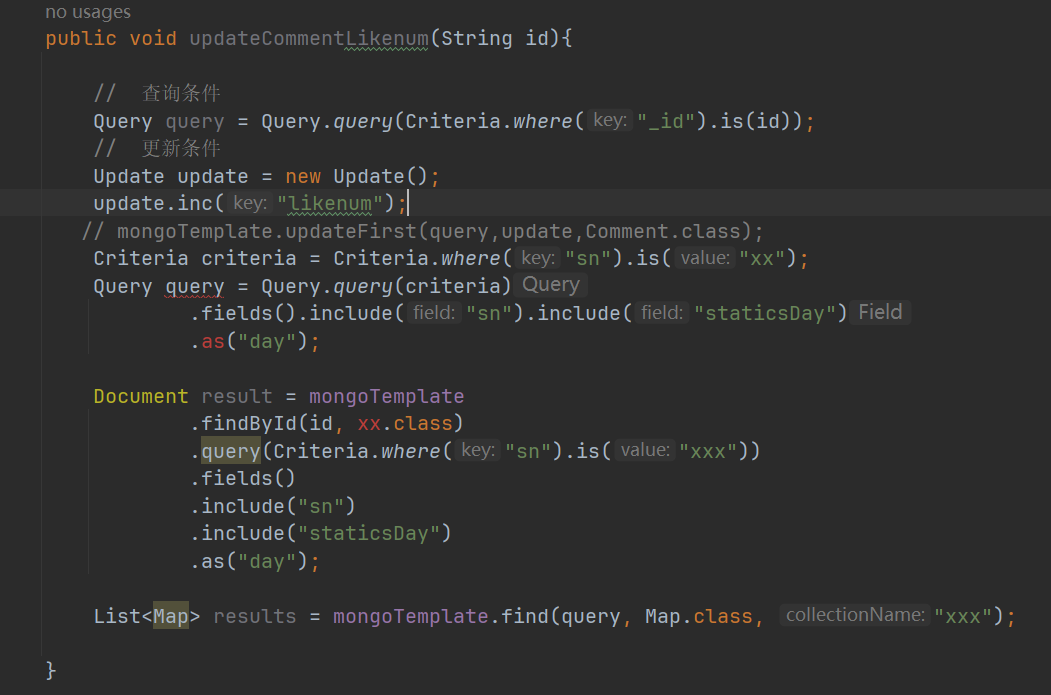 no usages
public void updateCommentLikenum(String id){
//  查询条件
Query query = Query.query(Criteria.where( key: "_id").is(id));
//  更新条件
Update update = new Update();
update.inc( key: "likenum");
// mongoTemplate.updateFirst(query,update,Comment.class);
Criteria criteria = Criteria.where( key: "sn").is( value: "xx");
Query query = Query.query(criteria) Query
.fields().include( field: "sn").include( field: "staticsDay") Field
.as("day");
Document result = mongoTemplate
.findById(id, xx.class)
.query(Criteria.where( key: "sn").is( value: "xxx"))
.fields()
.include("sn")
.include("staticsDay")
.as("day");
List<Map> results = mongoTemplate.find(query, Map.class, collectionName: "xxx");
}